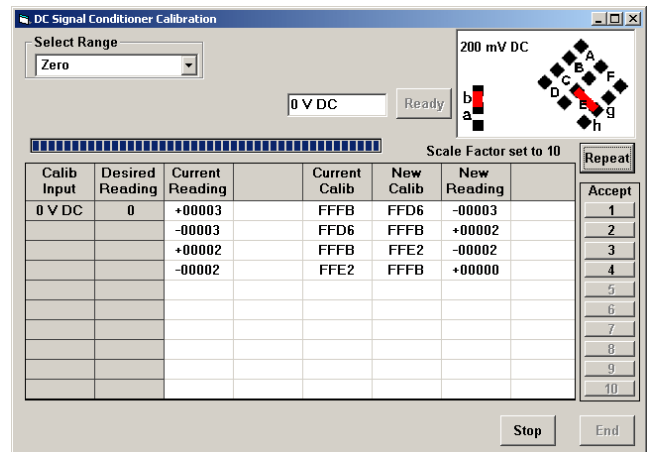 DC Signal Conditioner Calibration
Select Range
Zero
200 mV DC
A
B
C
D
E
F
g
h
b
a
0 V DC
Ready
Scale Factor set to 10
Repeat
Calib Input Desired Reading Current Reading Current Calib New Calib New Reading
Accept
0 V DC 0 +00003 FFFB FFD6 -00003 1
-00003 FFD6 FFFB +00002 2
+00002 FFFB FFE2 -00002 3
-00002 FFE2 FFFB +00000 4
5
6
7
8
9
10
Stop
End